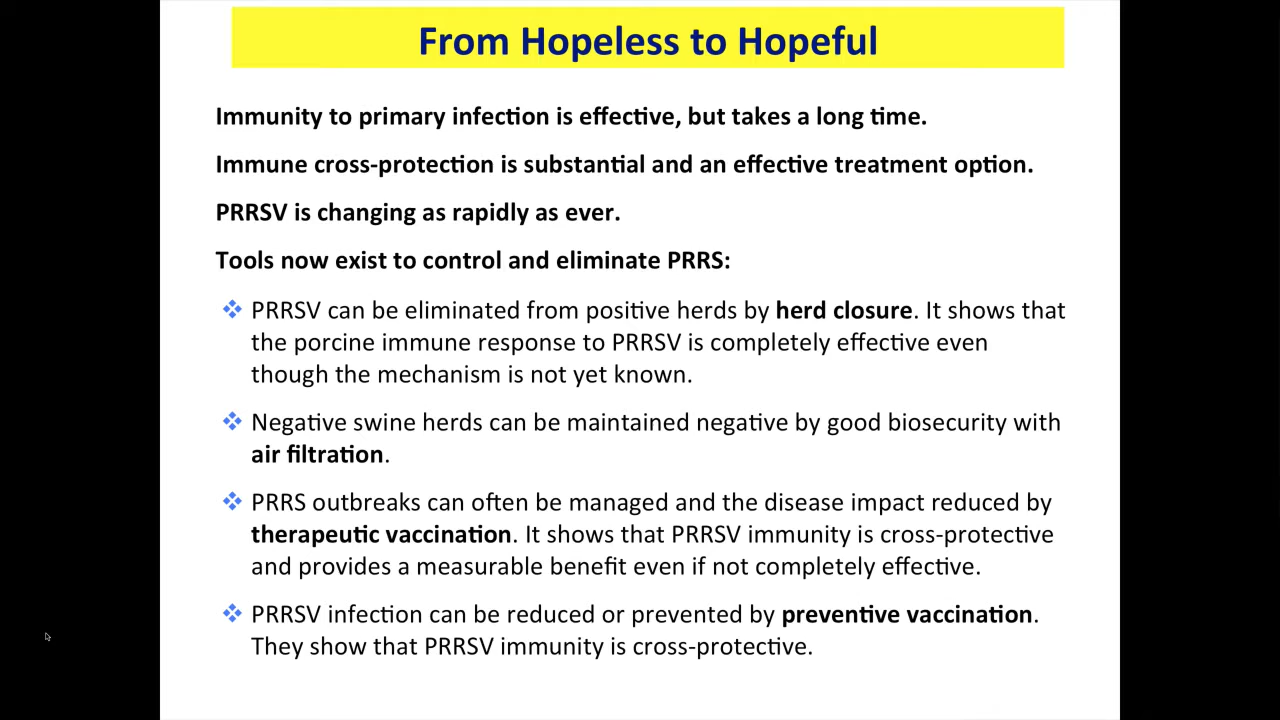 From Hopeless to Hopeful
Immunity to primary infection is effective, but takes a long time.
Immune cross-protection is substantial and an effective treatment option.
PRRSV is changing as rapidly as ever.
Tools now exist to control and eliminate PRRS:
❖ PRRSV can be eliminated from positive herds by herd closure. It shows that
the porcine immune response to PRRSV is completely effective even
though the mechanism is not yet known.
❖ Negative swine herds can be maintained negative by good biosecurity with
air filtration.
❖ PRRS outbreaks can often be managed and the disease impact reduced by
therapeutic vaccination. It shows that PRRSV immunity is cross-protective
and provides a measurable benefit even if not completely effective.
❖ PRRSV infection can be reduced or prevented by preventive vaccination.
They show that PRRSV immunity is cross-protective.